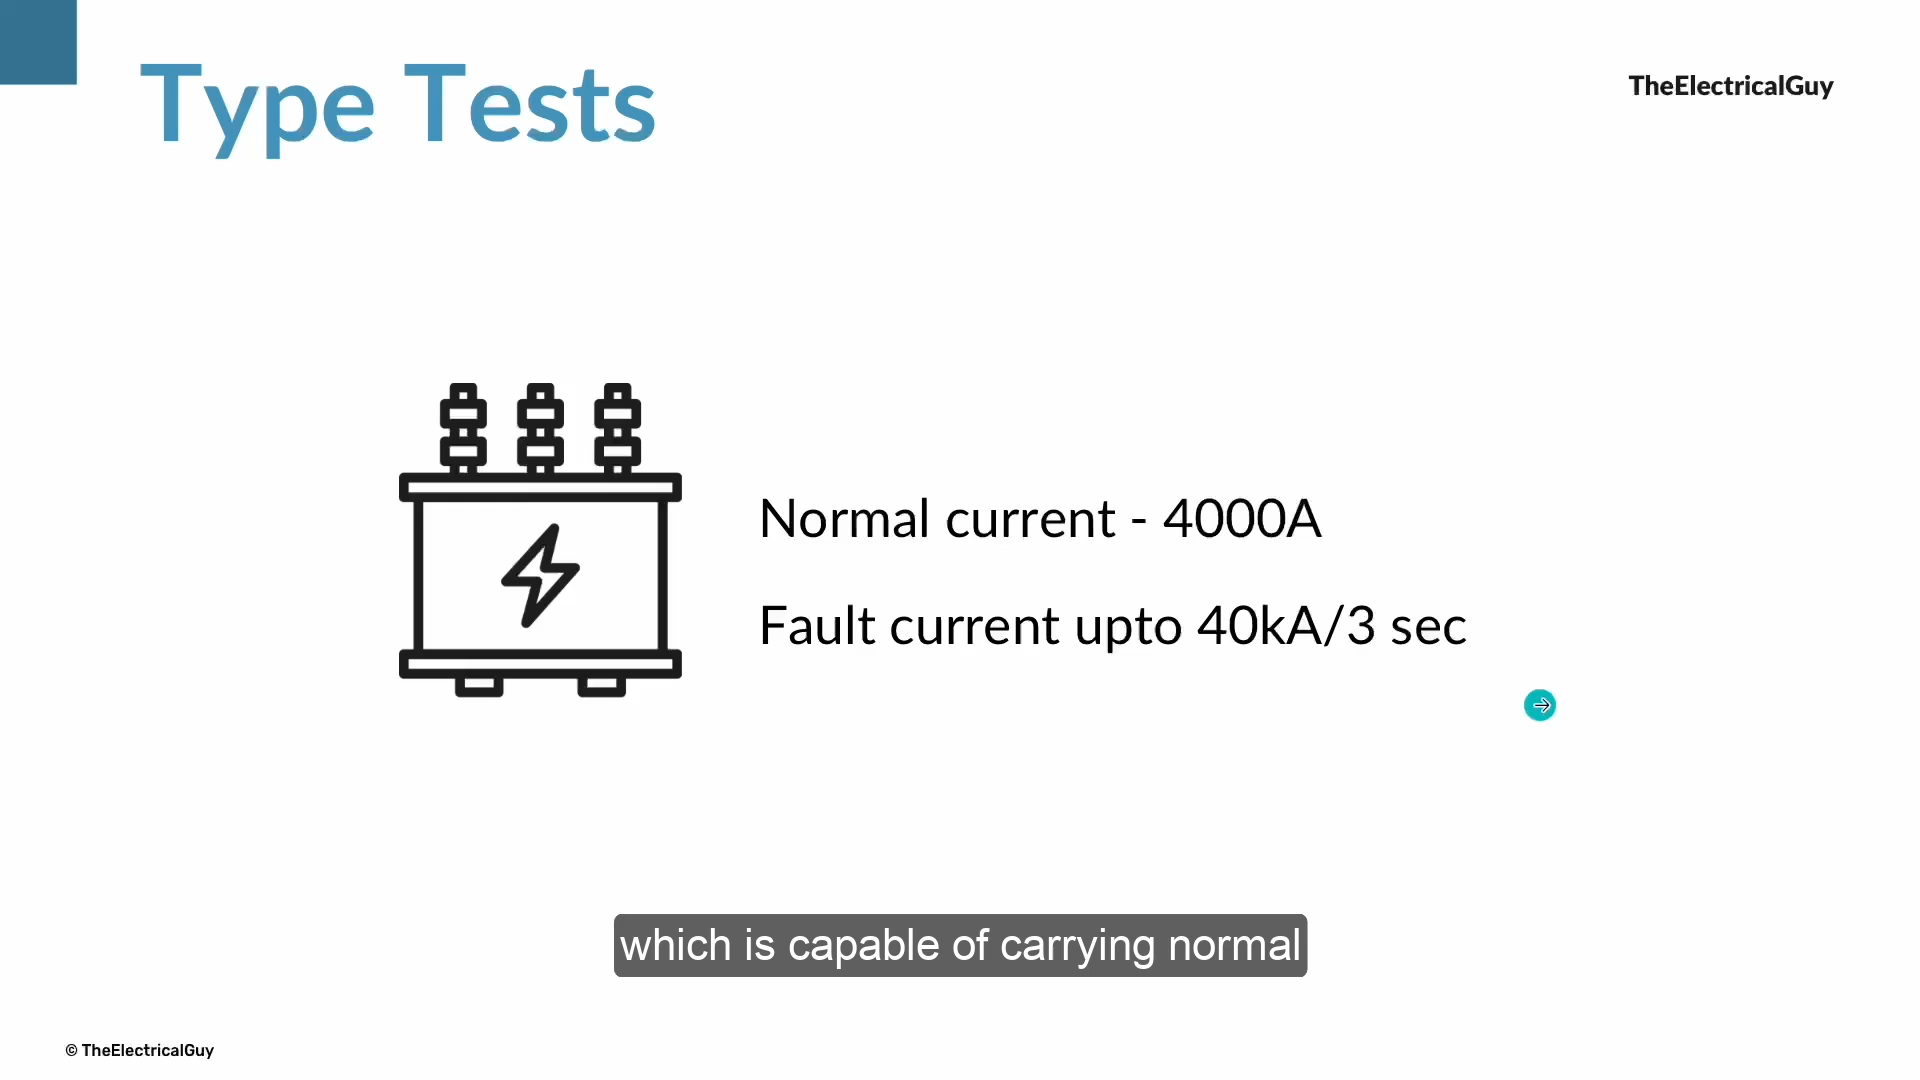 Type Tests
TheElectricalGuy
Normal current - 4000A
Fault current upto 40kA/3 sec
which is capable of carrying normal
© TheElectricalGuy